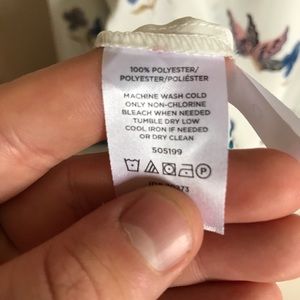 100% POLYESTER/
POLYESTER/POLIÉSTER
MACHINE WASH COLD
ONLY NON-CHLORINE
BLEACH WHEN NEEDED
TUMBLE DRY LOW
COOL IRON IF NEEDED
OR DRY CLEAN
505199
P